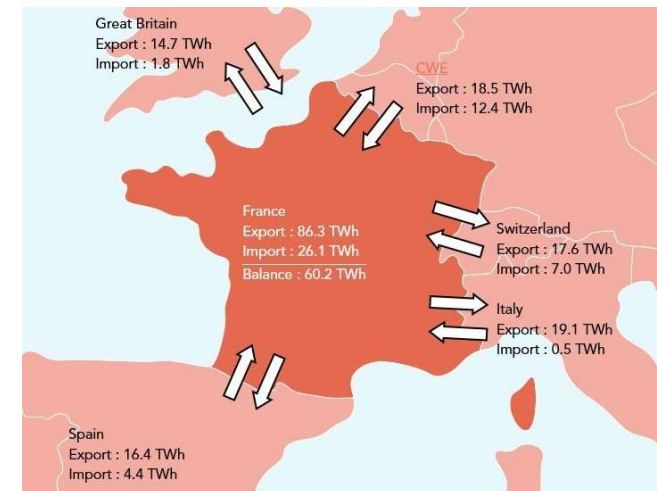 Great Britain
Export : 14.7 TWh
Import : 1.8 TWh
CWE
Export : 18.5 TWh
Import : 12.4 TWh
France
Export : 86.3 TWh
Import : 26.1 TWh
Balance : 60.2 TWh
Switzerland
Export : 17.6 TWh
Import : 7.0 TWh
Italy
Export : 19.1 TWh
Import : 0.5 TWh
Spain
Export : 16.4 TWh
Import : 4.4 TWh